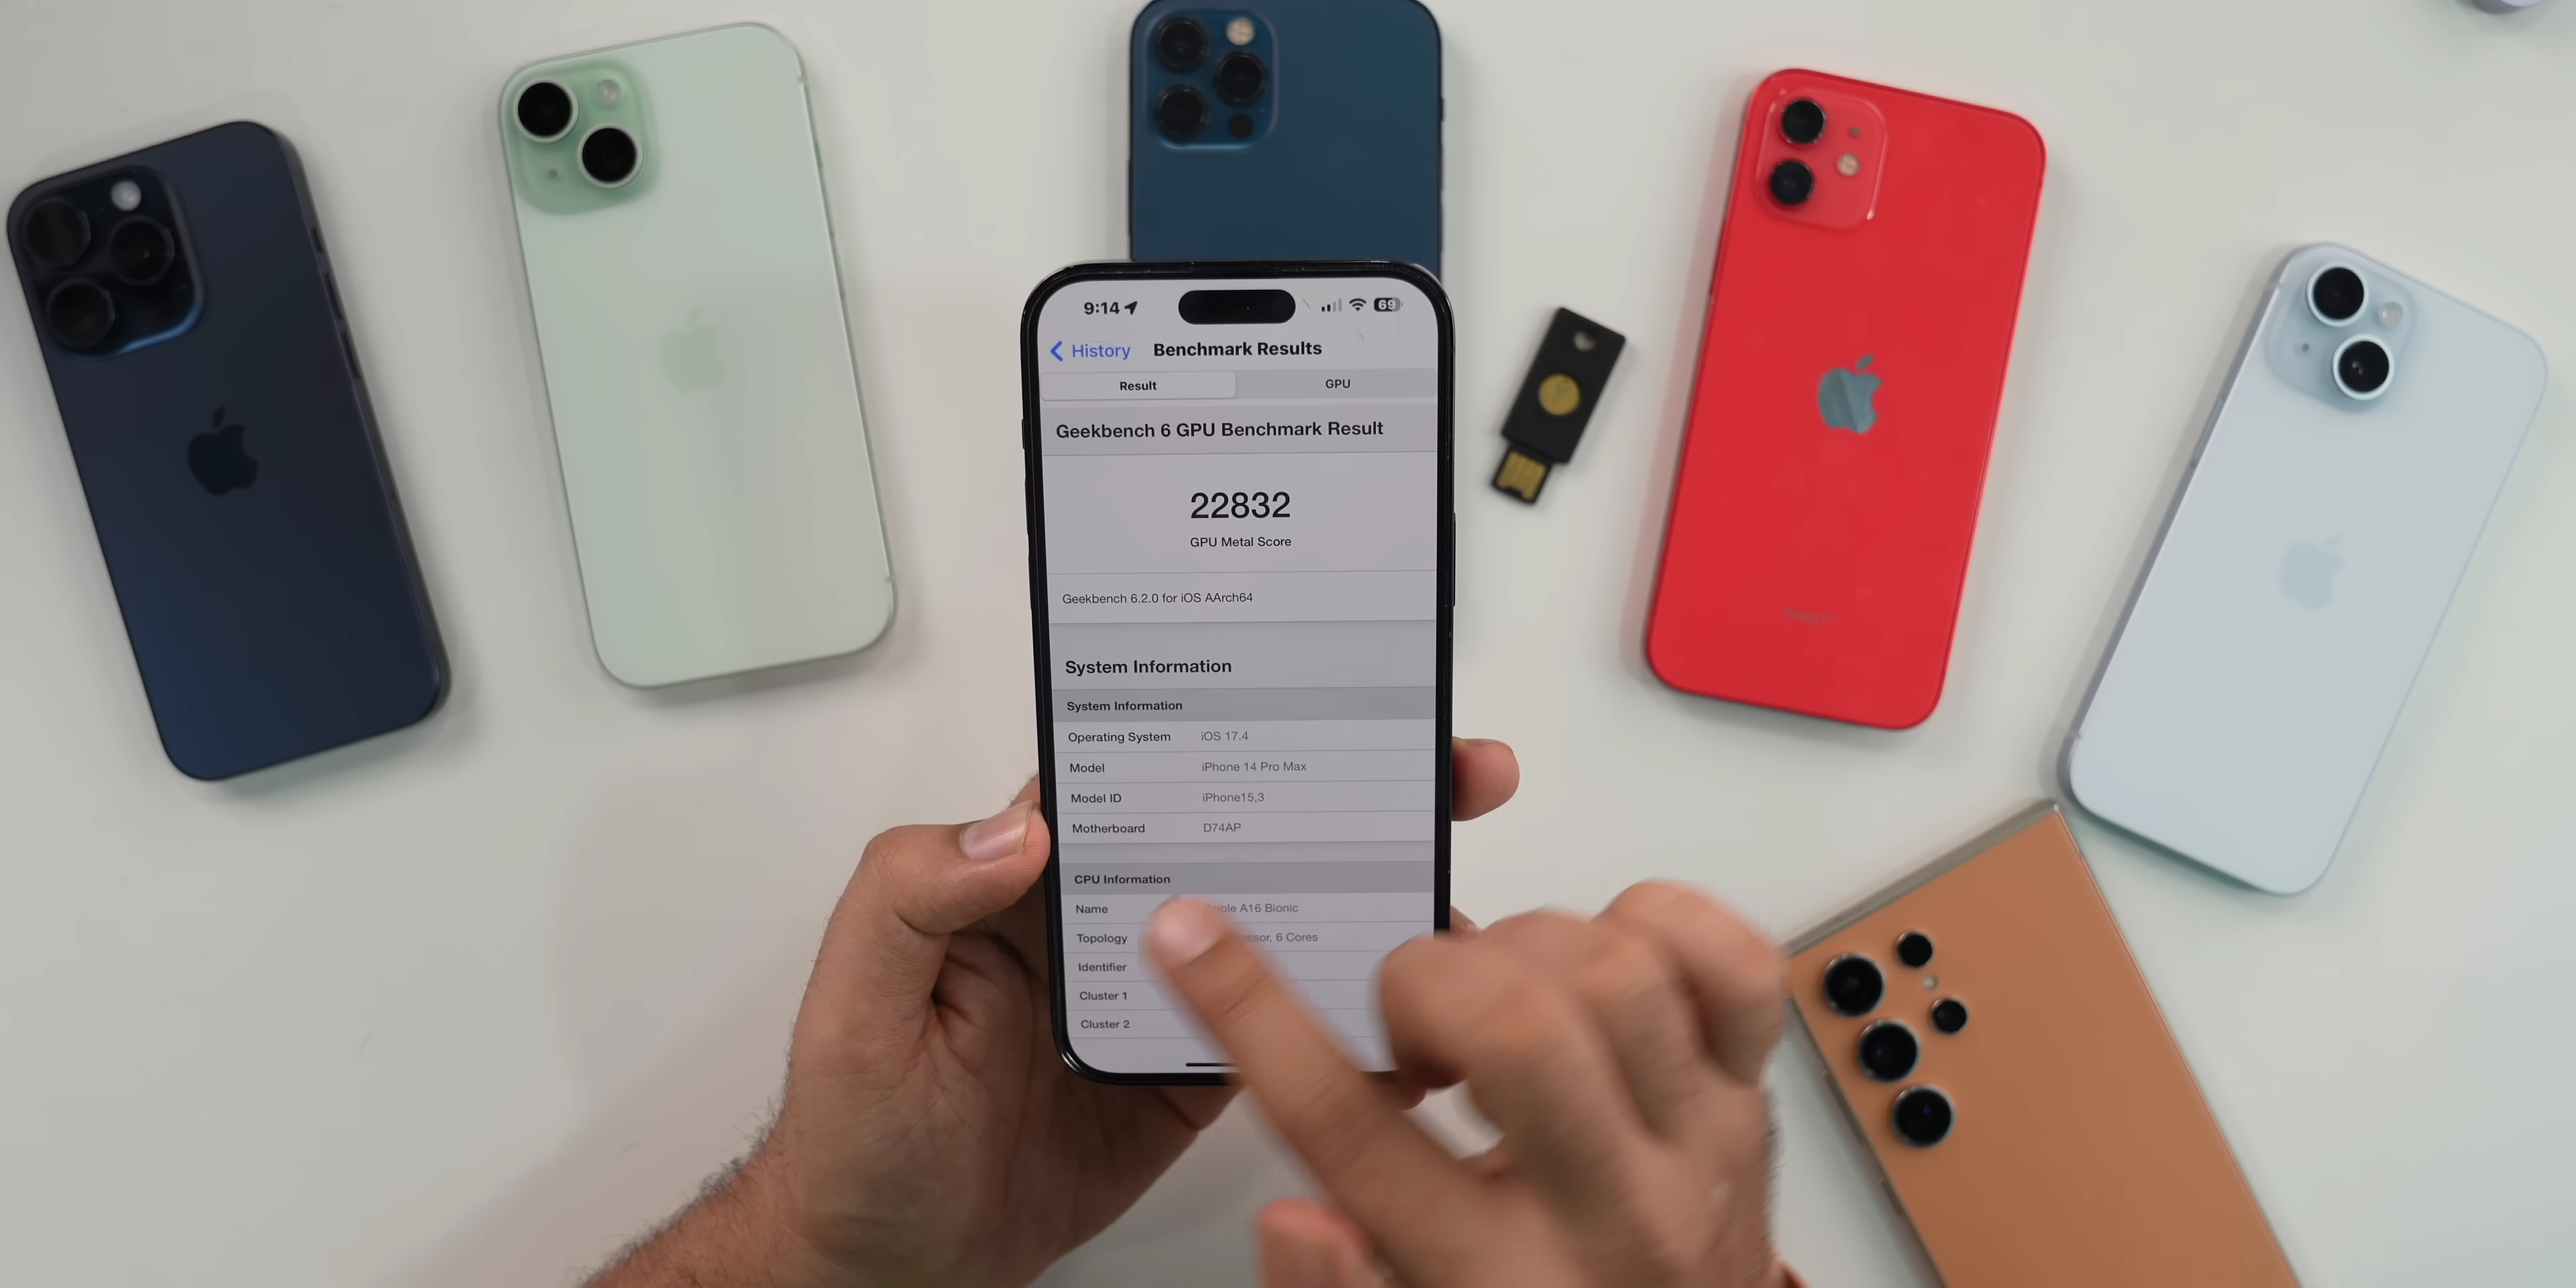 9:14
69
History
Benchmark Results
Result
GPU
Geekbench 6 GPU Benchmark Result
22832
GPU Metal Score
Geekbench 6.2.0 for iOS AArch64
System Information
System Information
Operating System iOS 17.4
Model iPhone 14 Pro Max
Model ID iPhone15,3
Motherboard D74AP
CPU Information
Name A16 Bionic
Topology 6 Cores
Identifier
Cluster 1
Cluster 2